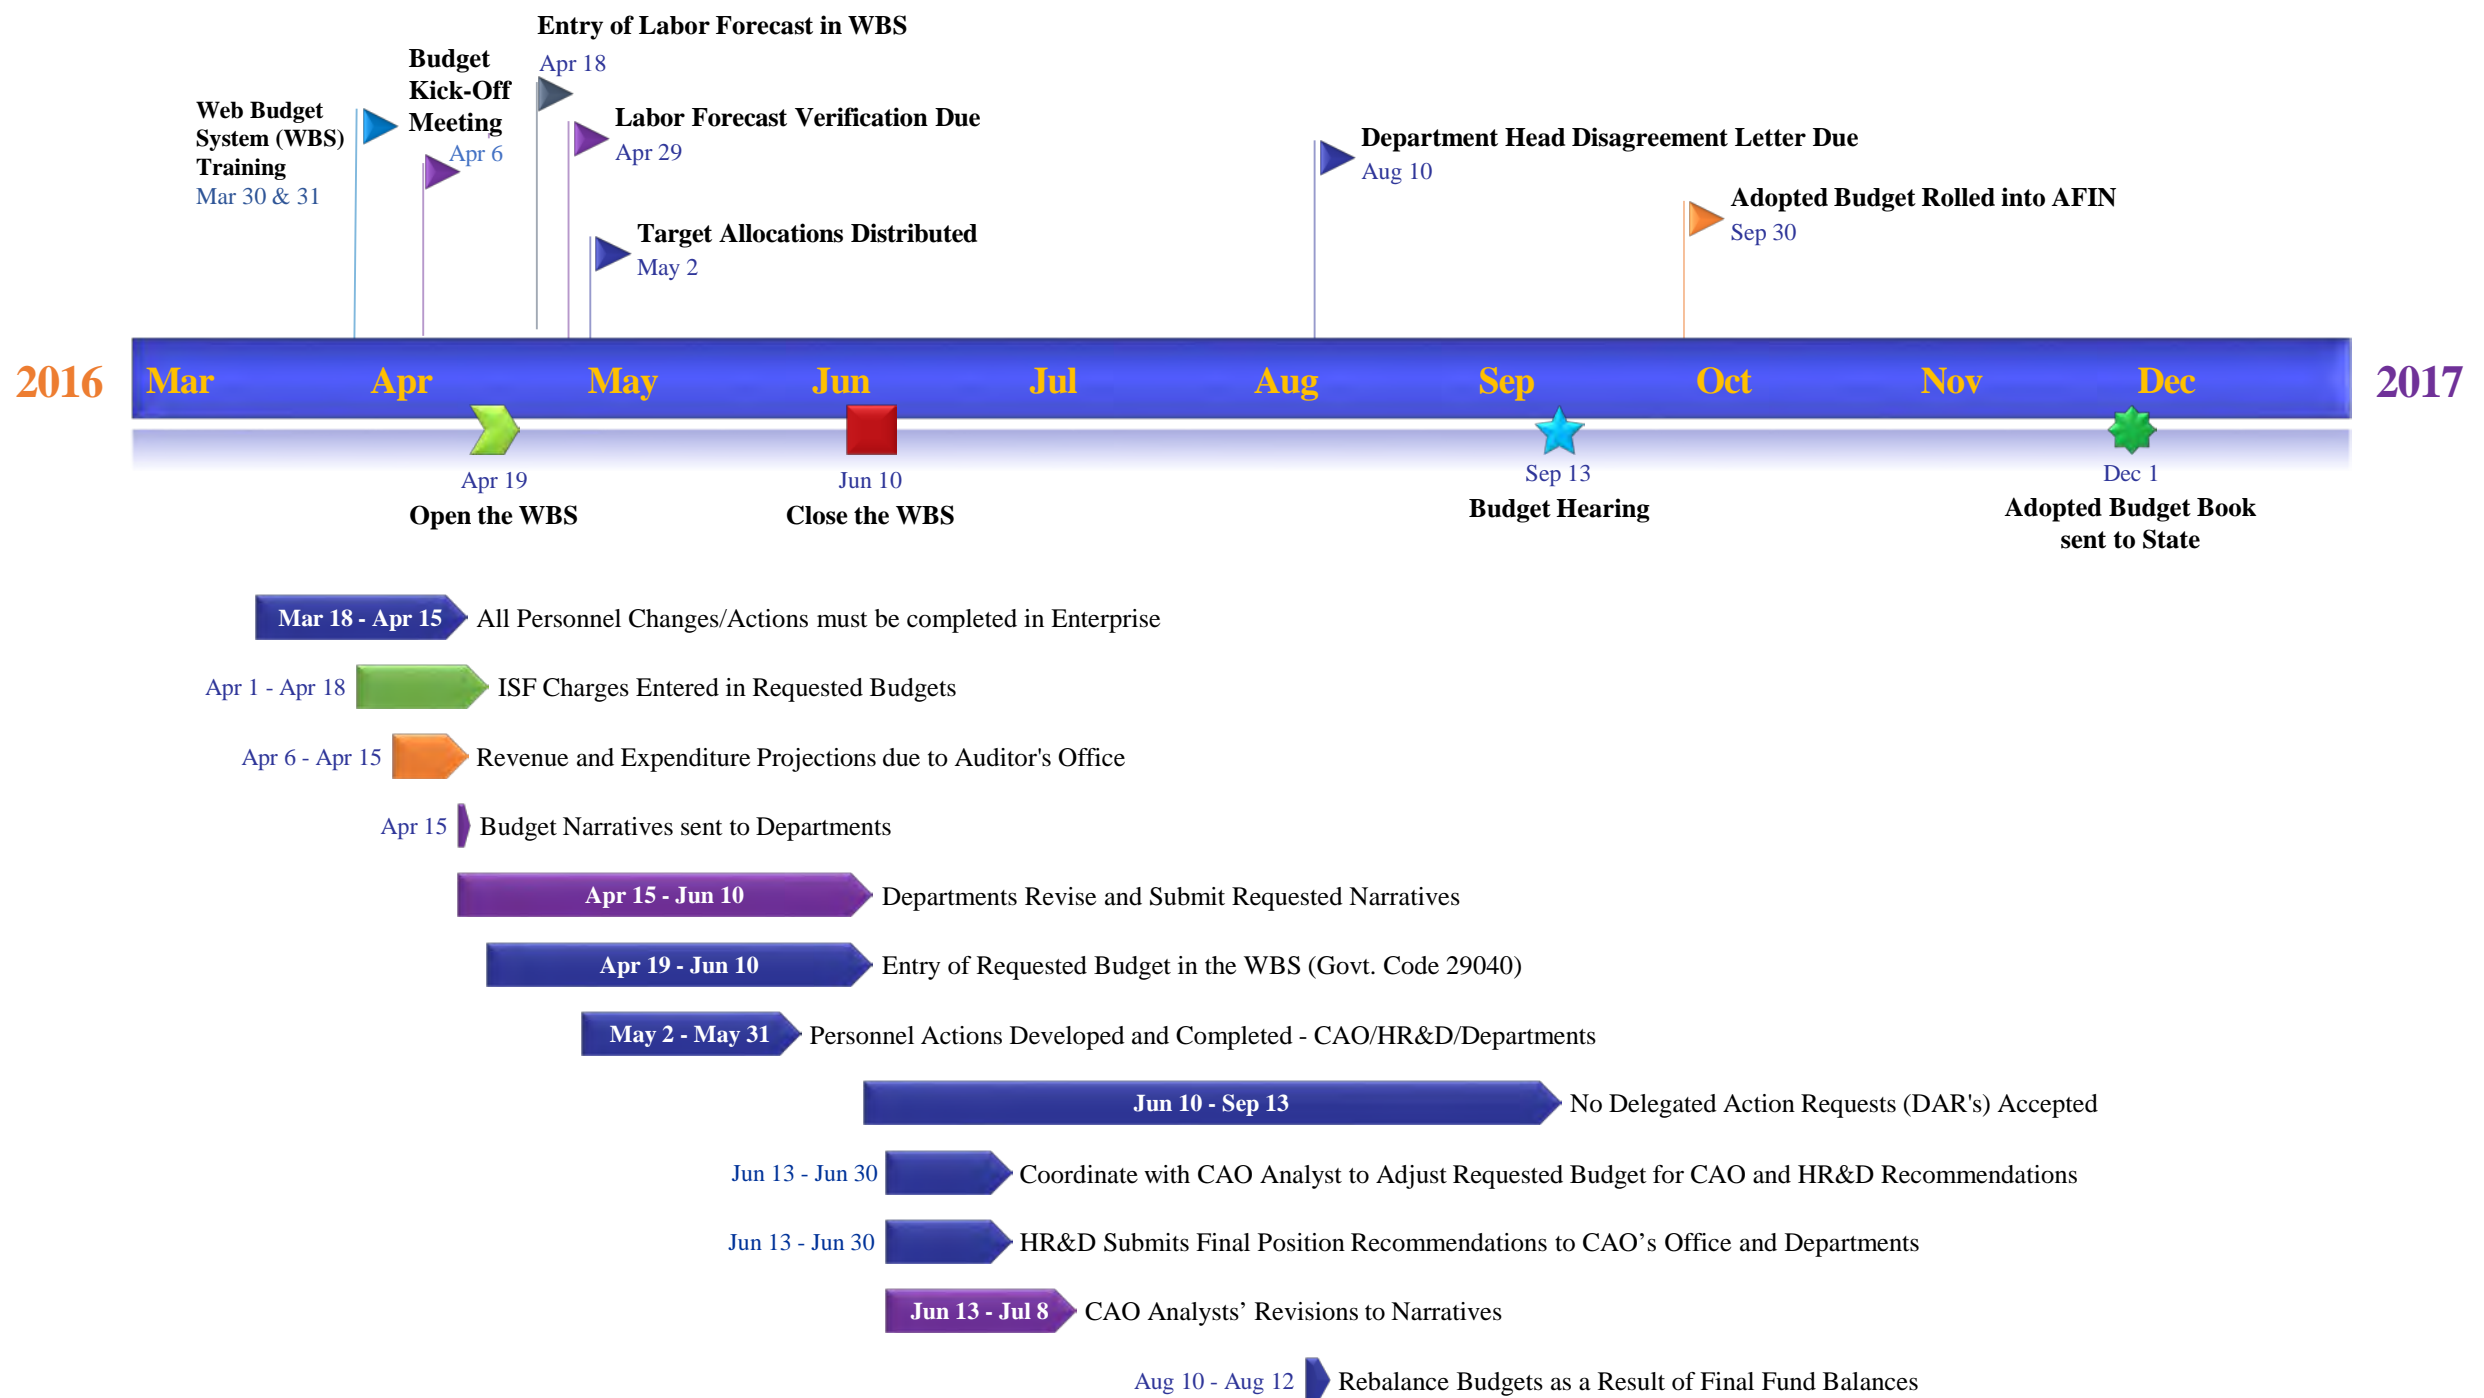 Entry of Labor Forecast in WBS
Apr 18
Budget
Kick-Off
Meeting
Apr 6
Web Budget
System (WBS)
Training
Mar 30 & 31
Labor Forecast Verification Due
Apr 29
Target Allocations Distributed
May 2
Department Head Disagreement Letter Due
Aug 10
Adopted Budget Rolled into AFIN
Sep 30
2016 Mar Apr May Jun Jul Aug Sep Oct Nov Dec 2017
Apr 19
Open the WBS
Jun 10
Close the WBS
Sep 13
Budget Hearing
Dec 1
Adopted Budget Book
sent to State
Mar 18 - Apr 15 All Personnel Changes/Actions must be completed in Enterprise
Apr 1 - Apr 18 ISF Charges Entered in Requested Budgets
Apr 6 - Apr 15 Revenue and Expenditure Projections due to Auditor's Office
Apr 15 Budget Narratives sent to Departments
Apr 15 - Jun 10 Departments Revise and Submit Requested Narratives
Apr 19 - Jun 10 Entry of Requested Budget in the WBS (Govt. Code 29040)
May 2 - May 31 Personnel Actions Developed and Completed - CAO/HR&D/Departments
Jun 10 - Sep 13 No Delegated Action Requests (DAR's) Accepted
Jun 13 - Jun 30 Coordinate with CAO Analyst to Adjust Requested Budget for CAO and HR&D Recommendations
Jun 13 - Jun 30 HR&D Submits Final Position Recommendations to CAO’s Office and Departments
Jun 13 - Jul 8 CAO Analysts’ Revisions to Narratives
Aug 10 - Aug 12 Rebalance Budgets as a Result of Final Fund Balances